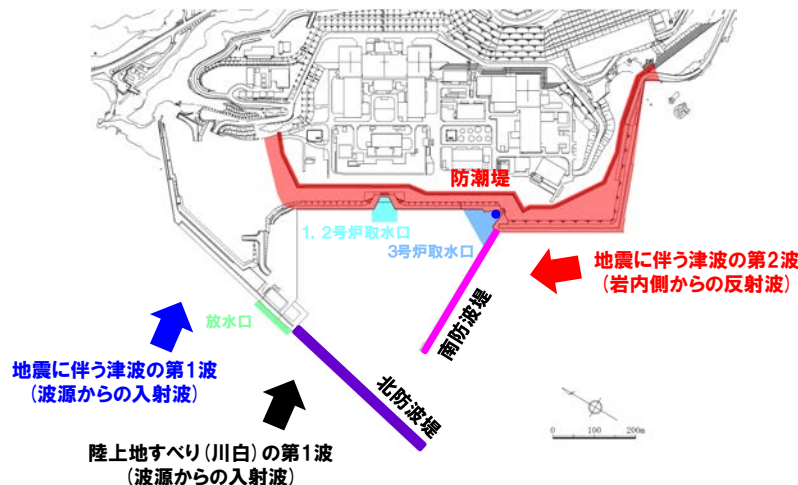 防潮堤
1，2号炉取水口
3号炉取水口
地震に伴う津波の第2波
(岩内側からの反射波)
南防波堤
放水口
地震に伴う津波の第1波
(波源からの入射波)
北防波堤
陸上地すべり(川白)の第1波
(波源からの入射波)
0 100 200m